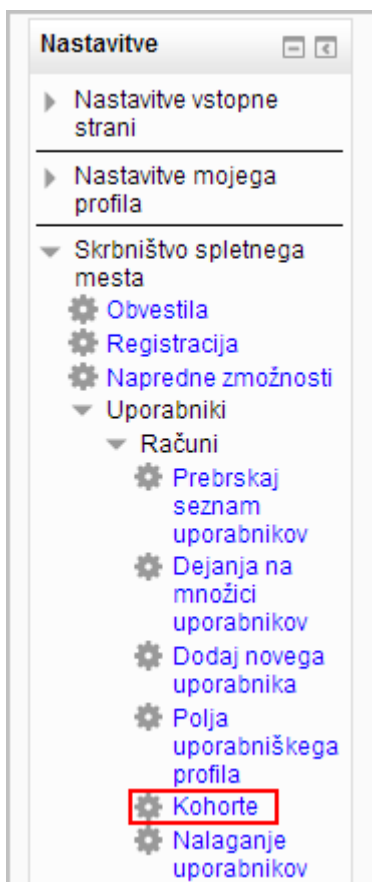 Nastavitve
Nastavitve vstopne
strani
Nastavitve mojega
profila
Skrbništvo spletnega
mesta
Obvestila
Registracija
Napredne zmožnosti
Uporabniki
Računi
Prebrskaj
seznam
uporabnikov
Dejanja na
množici
uporabnikov
Dodaj novega
uporabnika
Polja
uporabniškega
profila
Kohorte
Nalaganje
uporabnikov